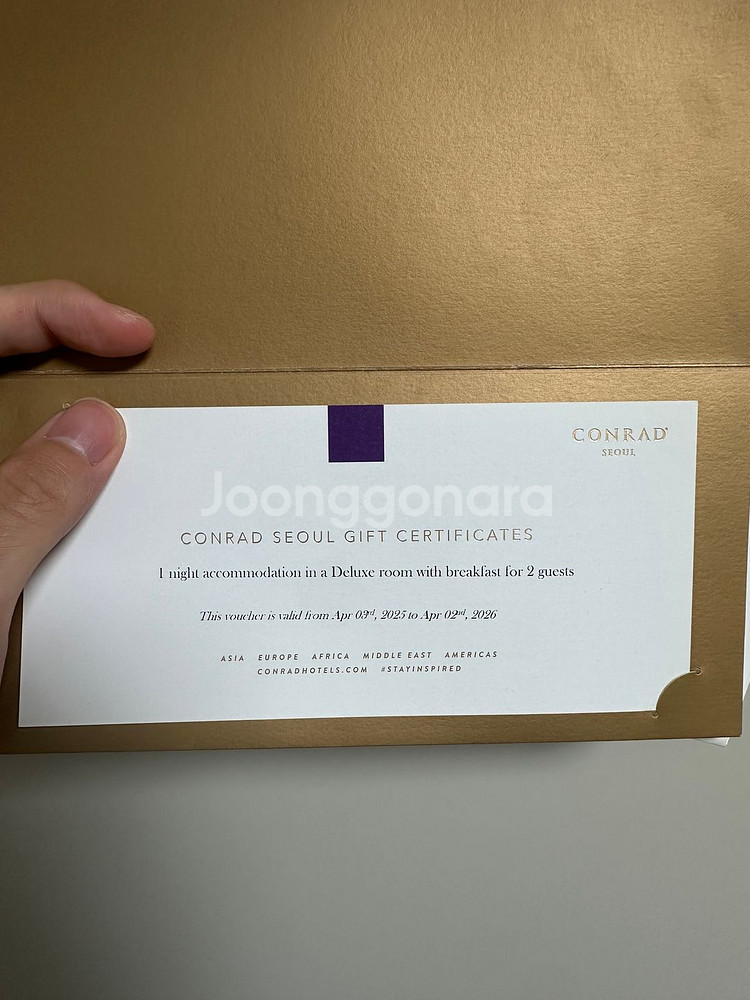 CONRAD
SEOUL
Joonggonara
CONRAD SEOUL GIFT CERTIFICATES
1 night accommodation in a Deluxe room with breakfast for 2 guests
This voucher is valid from Apr 03rd, 2025 to Apr 02nd, 2026
ASIA EUROPE AFRICA MIDDLE EAST AMERICAS
CONRADHOTELS.COM #STAYINSPIRED